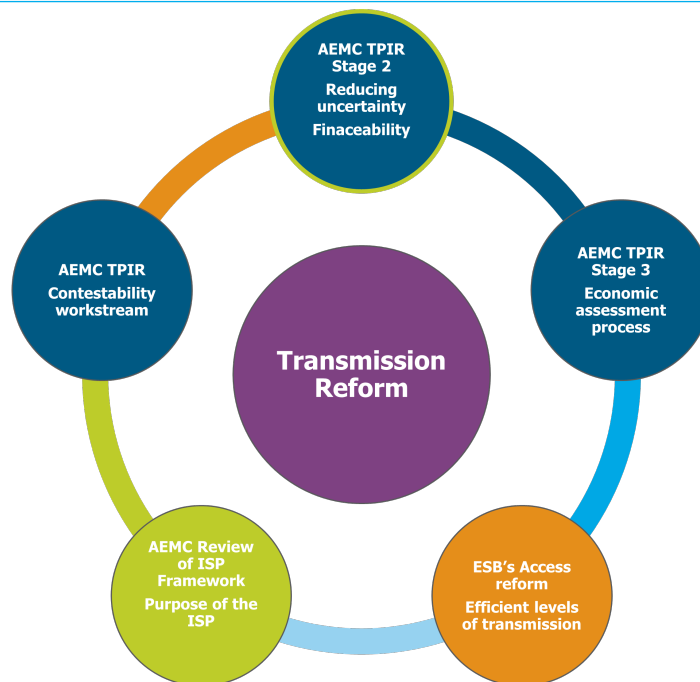 AEMC TPIR
Stage 2
Reducing
uncertainty
Finaceability
AEMC TPIR
Contestability
workstream
AEMC TPIR
Stage 3
Economic
assessment
process
Transmission
Reform
AEMC Review
of ISP
Framework
Purpose of the
ISP
ESB's Access
reform
Efficient levels
of transmission